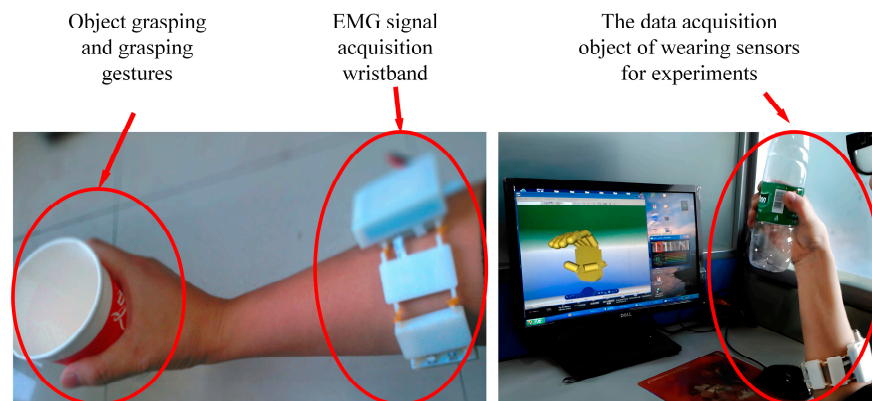 Object grasping
and grasping
gestures
EMG signal
acquisition
wristband
The data acquisition
object of wearing sensors
for experiments
DELL